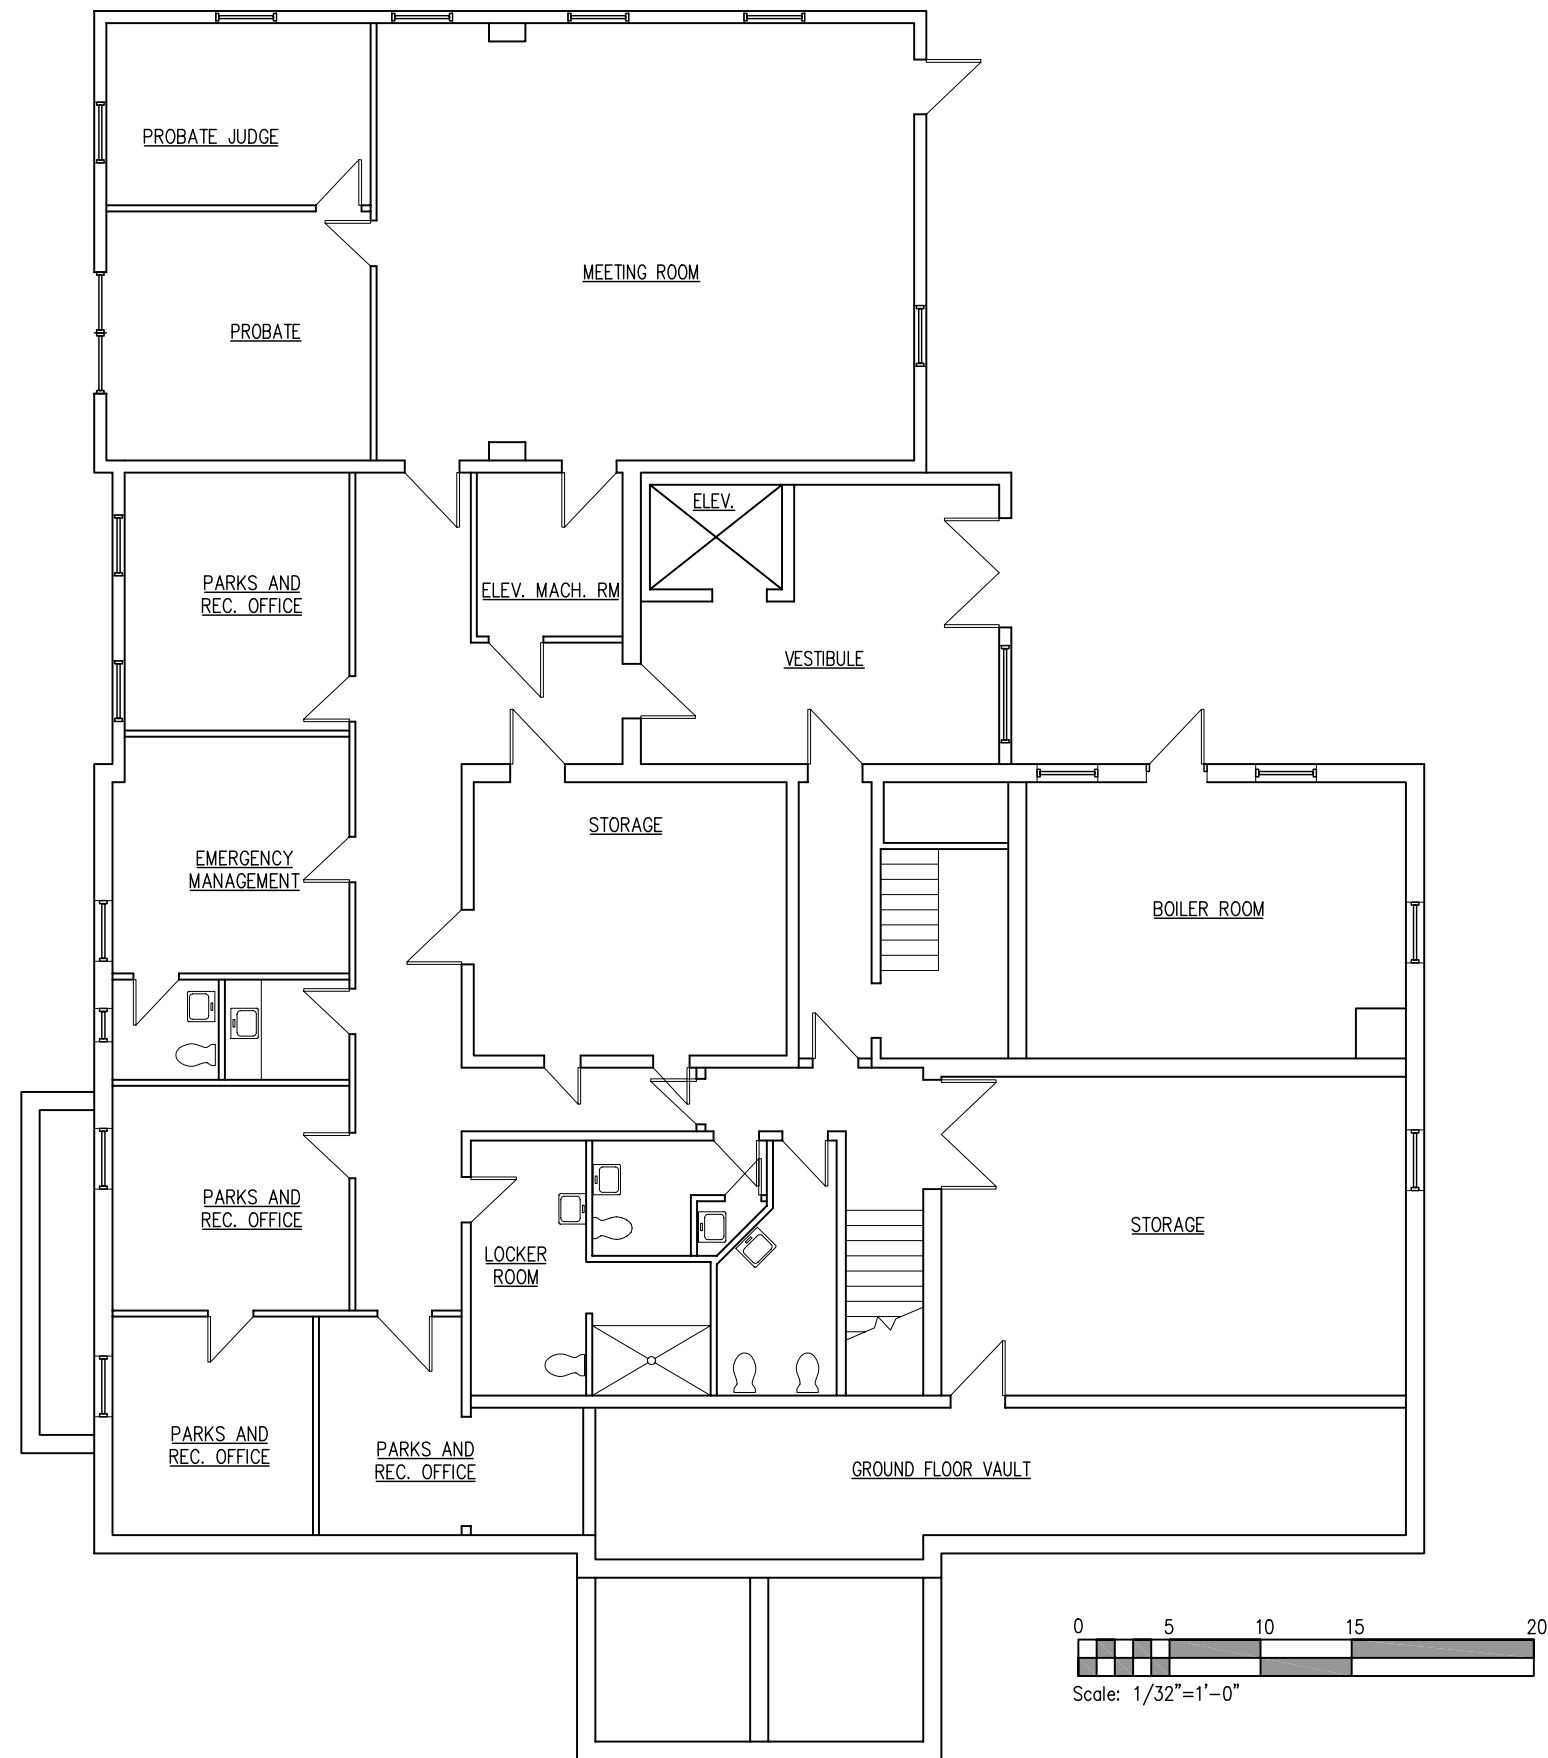 PROBATE JUDGE
MEETING ROOM
PROBATE
ELEV.
PARKS AND
REC. OFFICE
ELEV. MACH. RM
VESTIBULE
STORAGE
EMERGENCY
MANAGEMENT
BOILER ROOM
PARKS AND
REC. OFFICE
LOCKER
ROOM
STORAGE
PARKS AND
REC. OFFICE
PARKS AND
REC. OFFICE
GROUND FLOOR VAULT
0 5 10 15 20
Scale: 1/32"=1'-0"